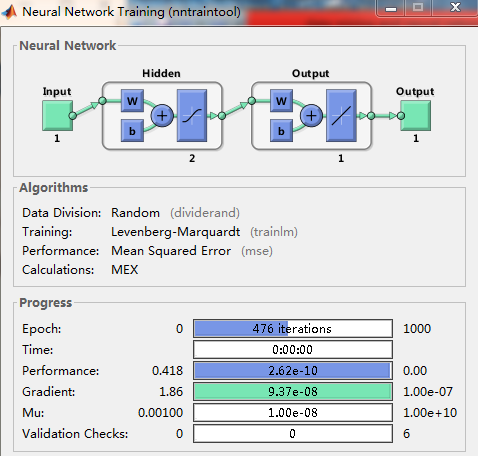 Neural Network Training (nntraintool)
Neural Network
Hidden Output
Input Output
W W
b b
1 1
2 1
Algorithms
Data Division: Random (dividerand)
Training: Levenberg-Marquardt (trainlm)
Performance: Mean Squared Error (mse)
Calculations: MEX
Progress
Epoch: 0 476 iterations 1000
Time: 0:00:00
Performance: 0.418 2.62e-10 0.00
Gradient: 1.86 9.37e-08 1.00e-07
Mu: 0.00100 1.00e-08 1.00e+10
Validation Checks: 0 0 6